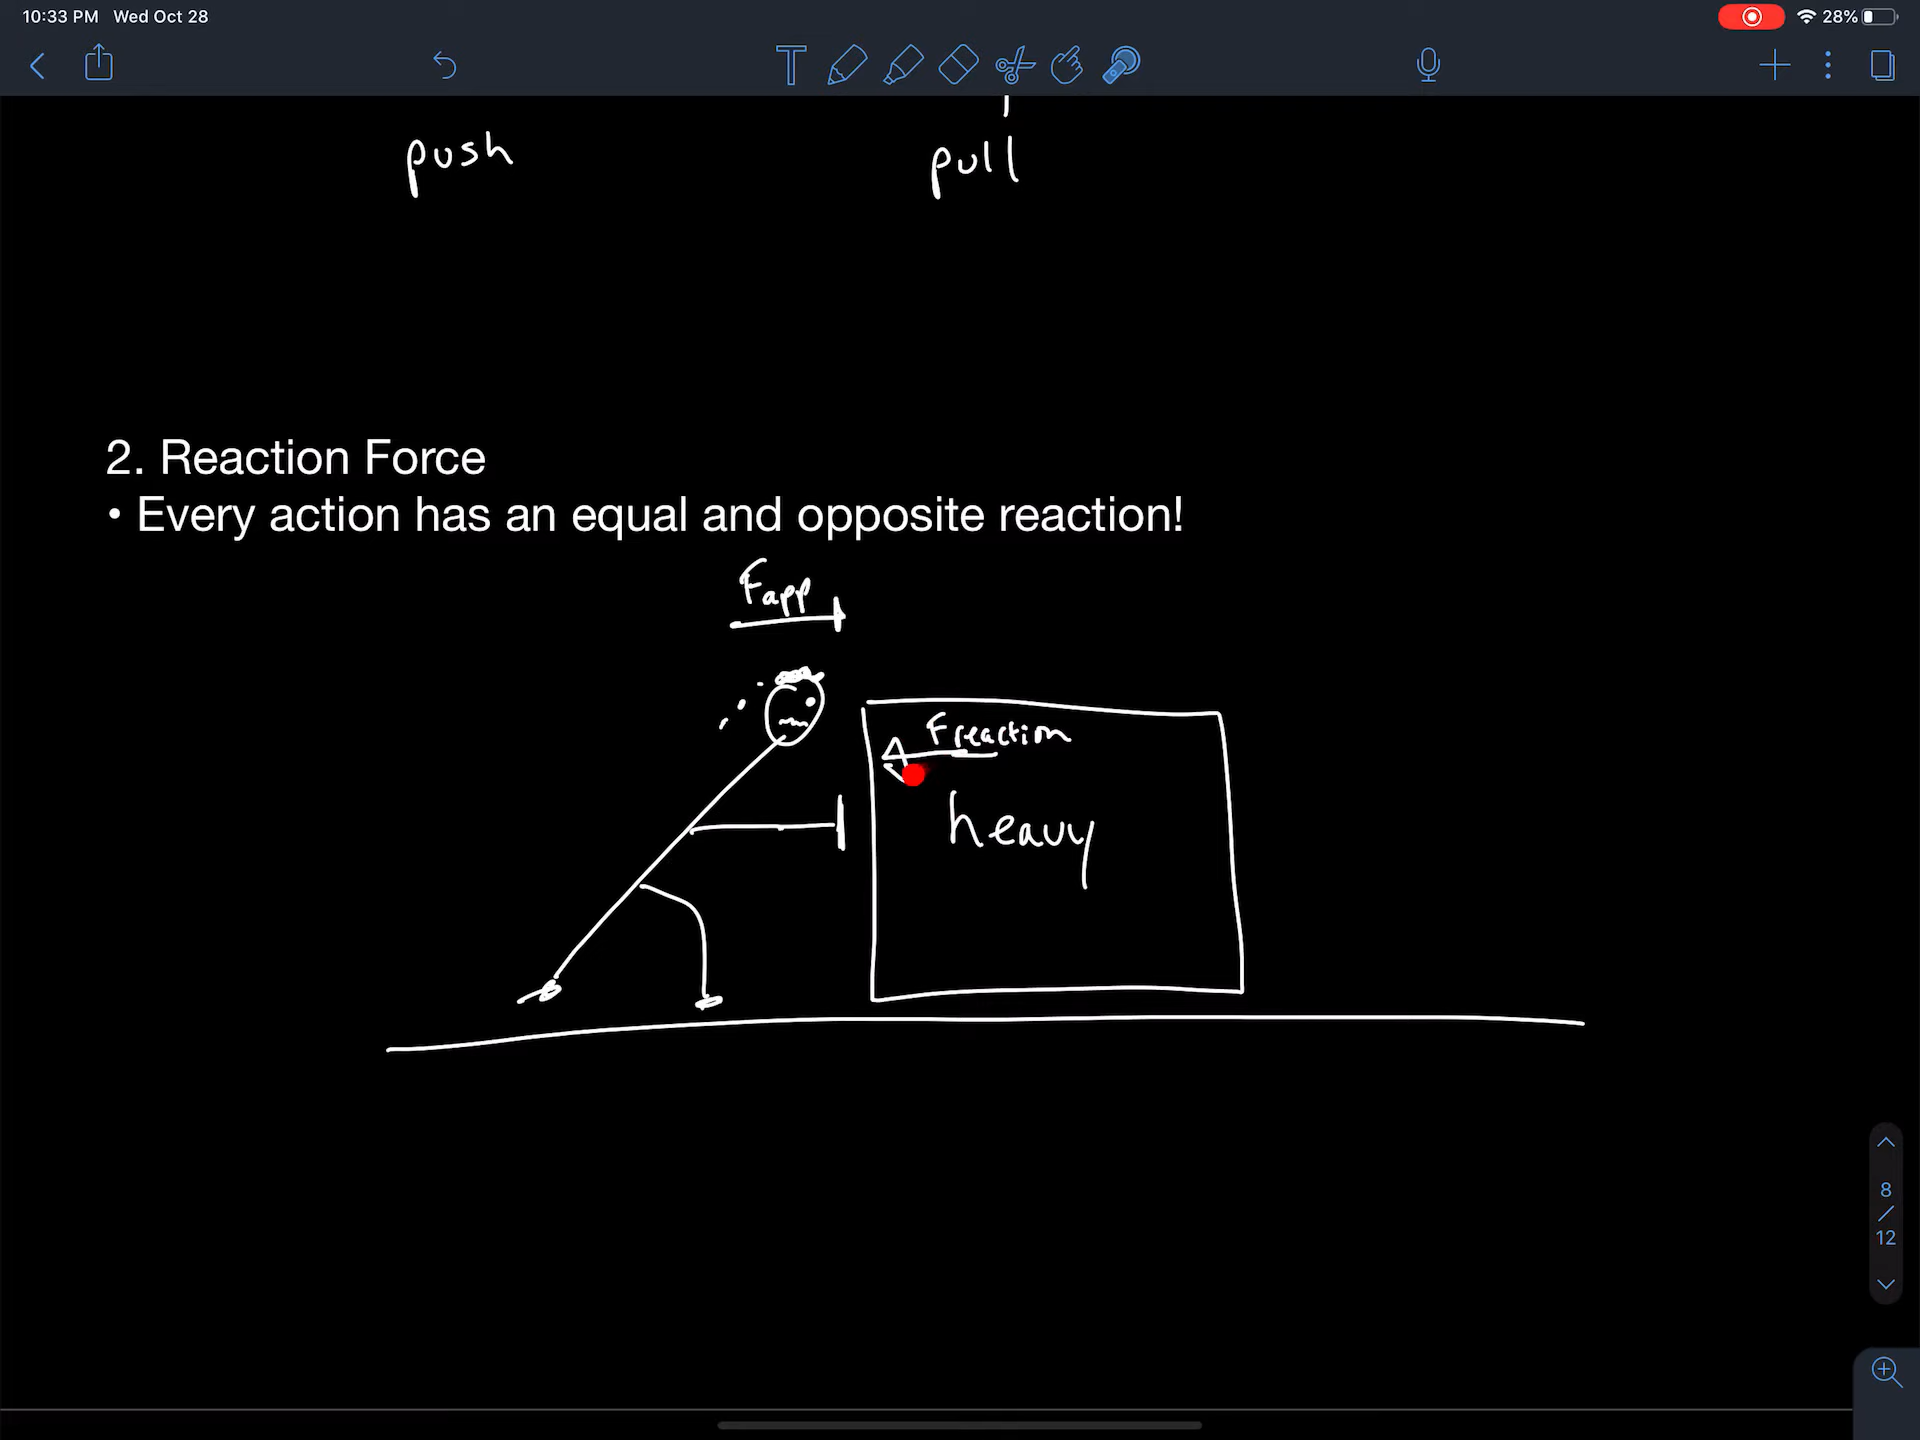 10:33 PM Wed Oct 28
28%
push
pull
2. Reaction Force
• Every action has an equal and opposite reaction!
Fapp
Freaction
heavy
8
/
12